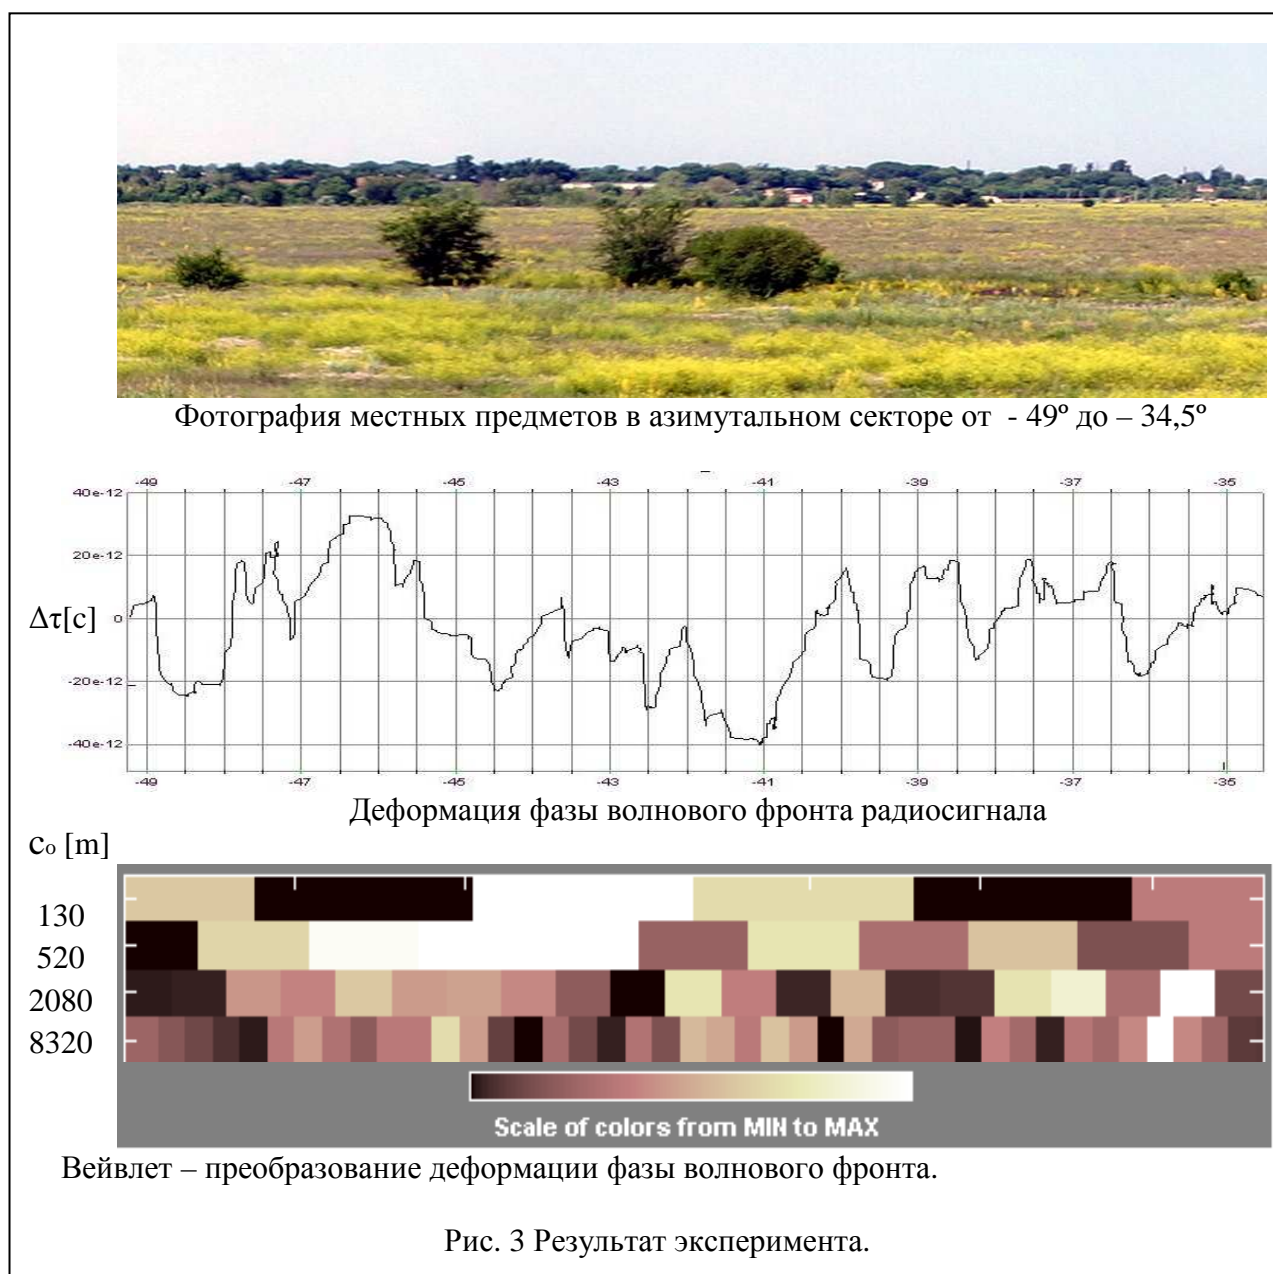 Фотография местных предметов в азимутальном секторе от - 49º до – 34,5º
-49 -47 -45 -43 -41 -39 -37 -35
40e-12
20e-12
Δτ[c] 0
-20e-12
-40e-12
-49 -47 -45 -43 -41 -39 -37 -35
Деформация фазы волнового фронта радиосигнала
c₀ [m]
130
520
2080
8320
Scale of colors from MIN to MAX
Вейвлет – преобразование деформации фазы волнового фронта.
Рис. 3 Результат эксперимента.